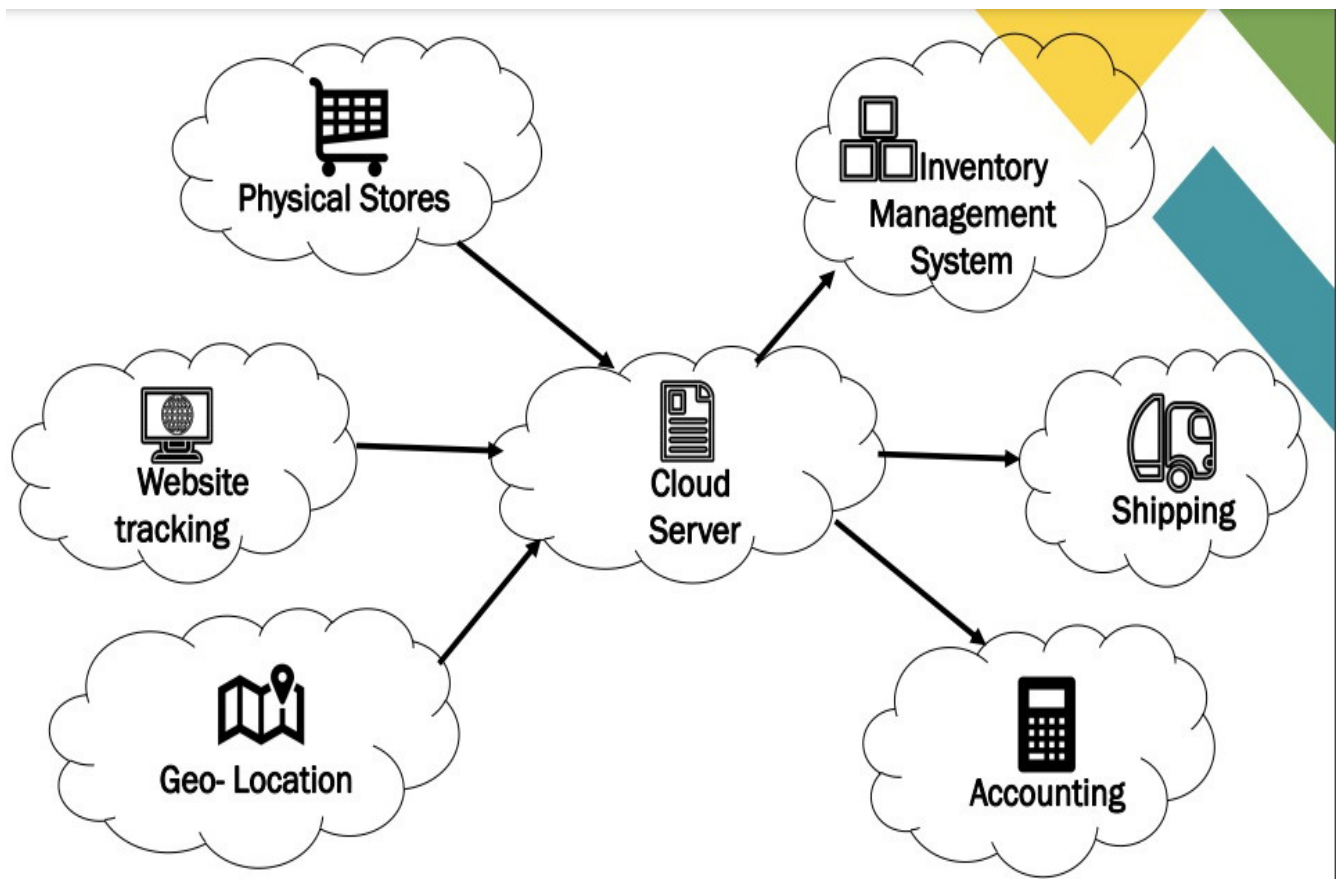 Physical Stores
Inventory
Management
System
Website
tracking
Cloud
Server
Shipping
Geo- Location
Accounting